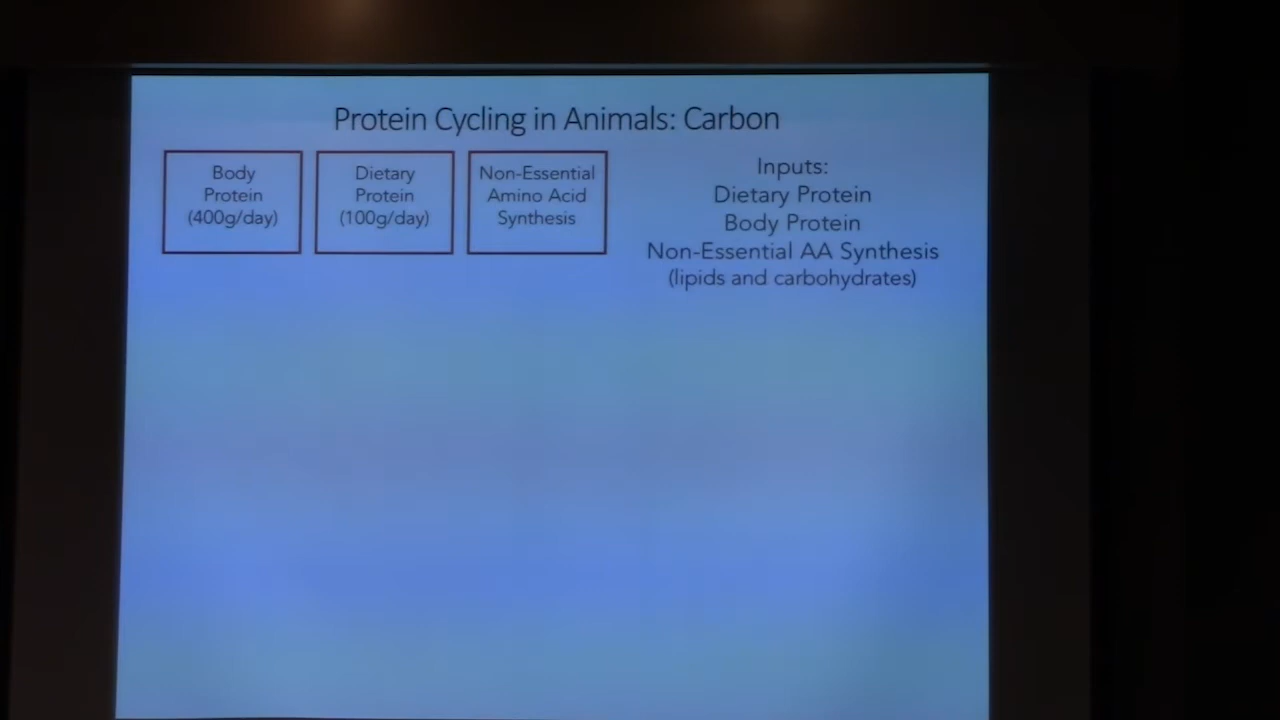 Protein Cycling in Animals: Carbon
Body
Protein
(400g/day)
Dietary
Protein
(100g/day)
Non-Essential
Amino Acid
Synthesis
Inputs:
Dietary Protein
Body Protein
Non-Essential AA Synthesis
(lipids and carbohydrates)